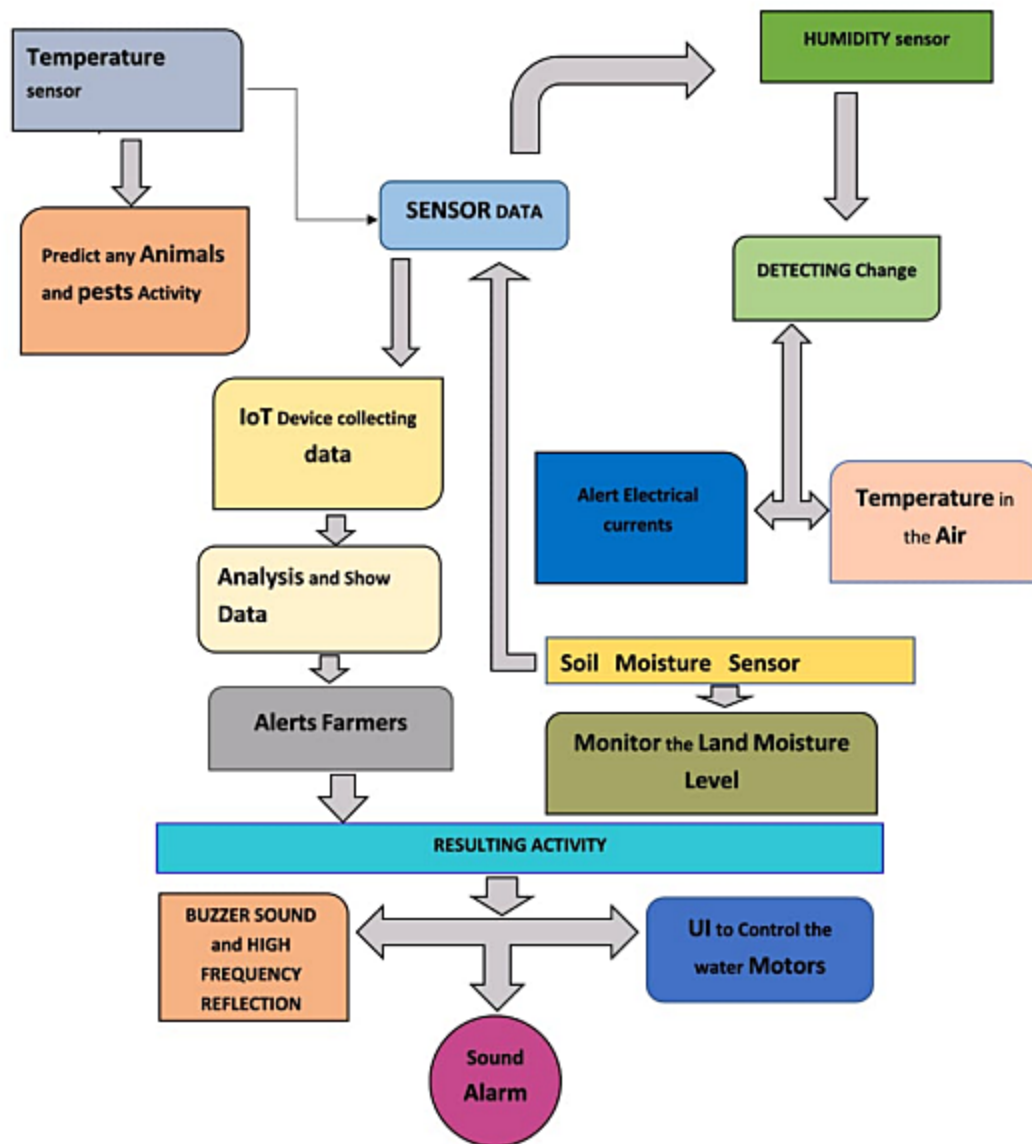 Temperature
sensor
HUMIDITY sensor
SENSOR DATA
Predict any Animals
and pests Activity
DETECTING Change
IoT Device collecting
data
Alert Electrical
currents
Temperature in
the Air
Analysis and Show
Data
Soil Moisture Sensor
Alerts Farmers
Monitor the Land Moisture
Level
RESULTING ACTIVITY
BUZZER SOUND
and HIGH
FREQUENCY
REFLECTION
UI to Control the
water Motors
Sound
Alarm